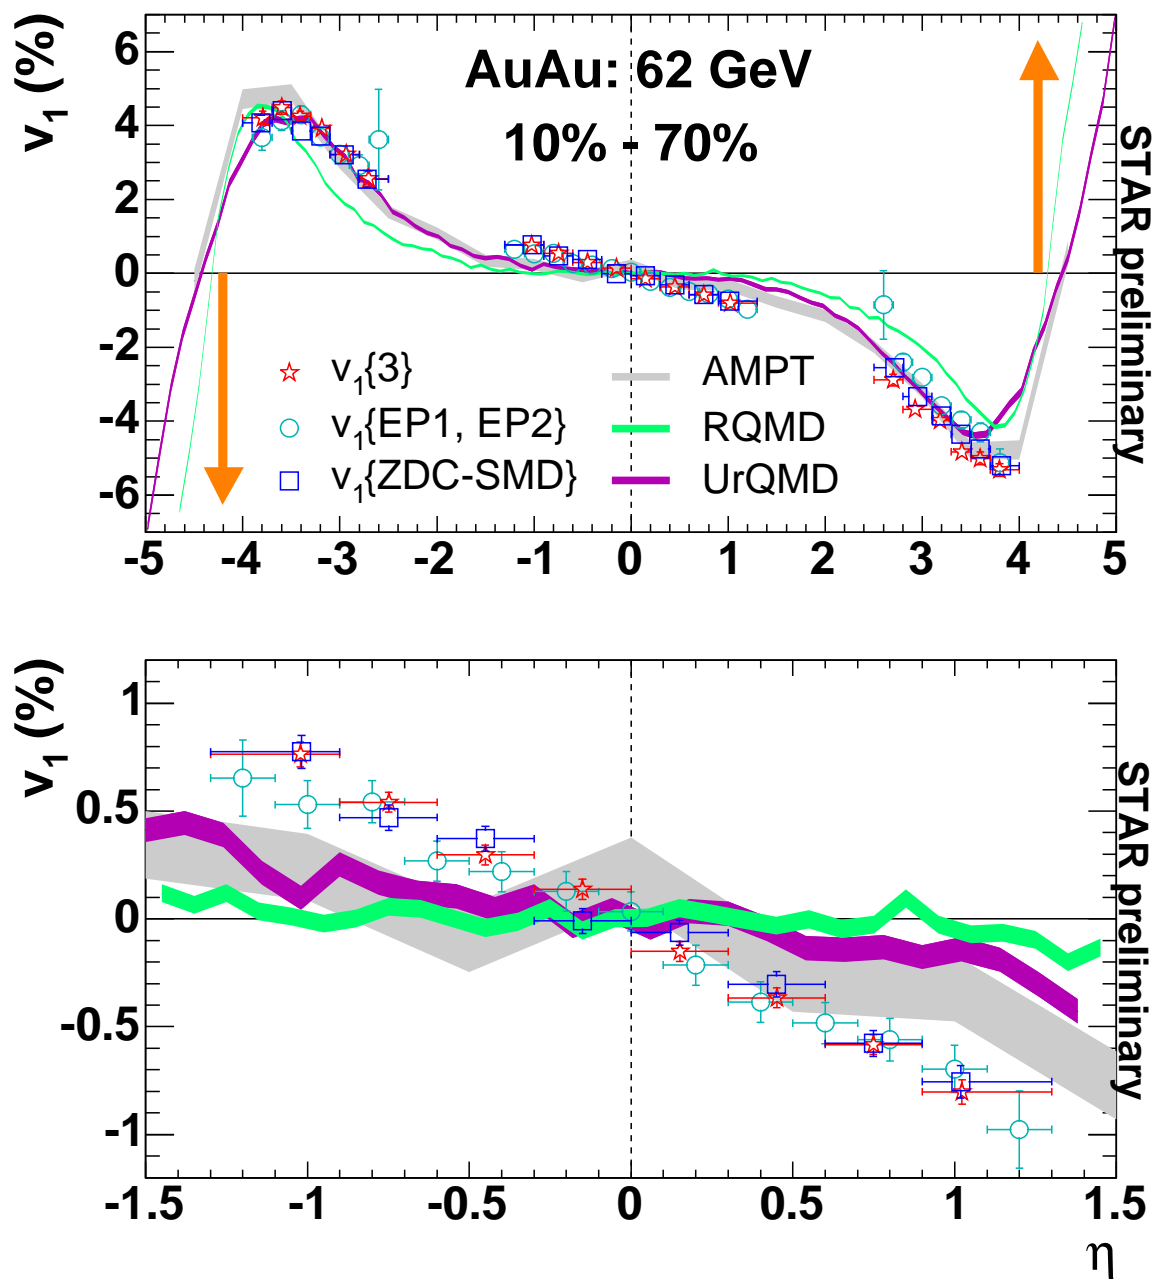 v1 (%)
6
4
2
0
-2
-4
-6
AuAu: 62 GeV
10% - 70%
v1{3}
v1{EP1, EP2}
v1{ZDC-SMD}
AMPT
RQMD
UrQMD
STAR preliminary
-5 -4 -3 -2 -1 0 1 2 3 4 5
v1 (%)
1
0.5
0
-0.5
-1
STAR preliminary
-1.5 -1 -0.5 0 0.5 1 1.5
η